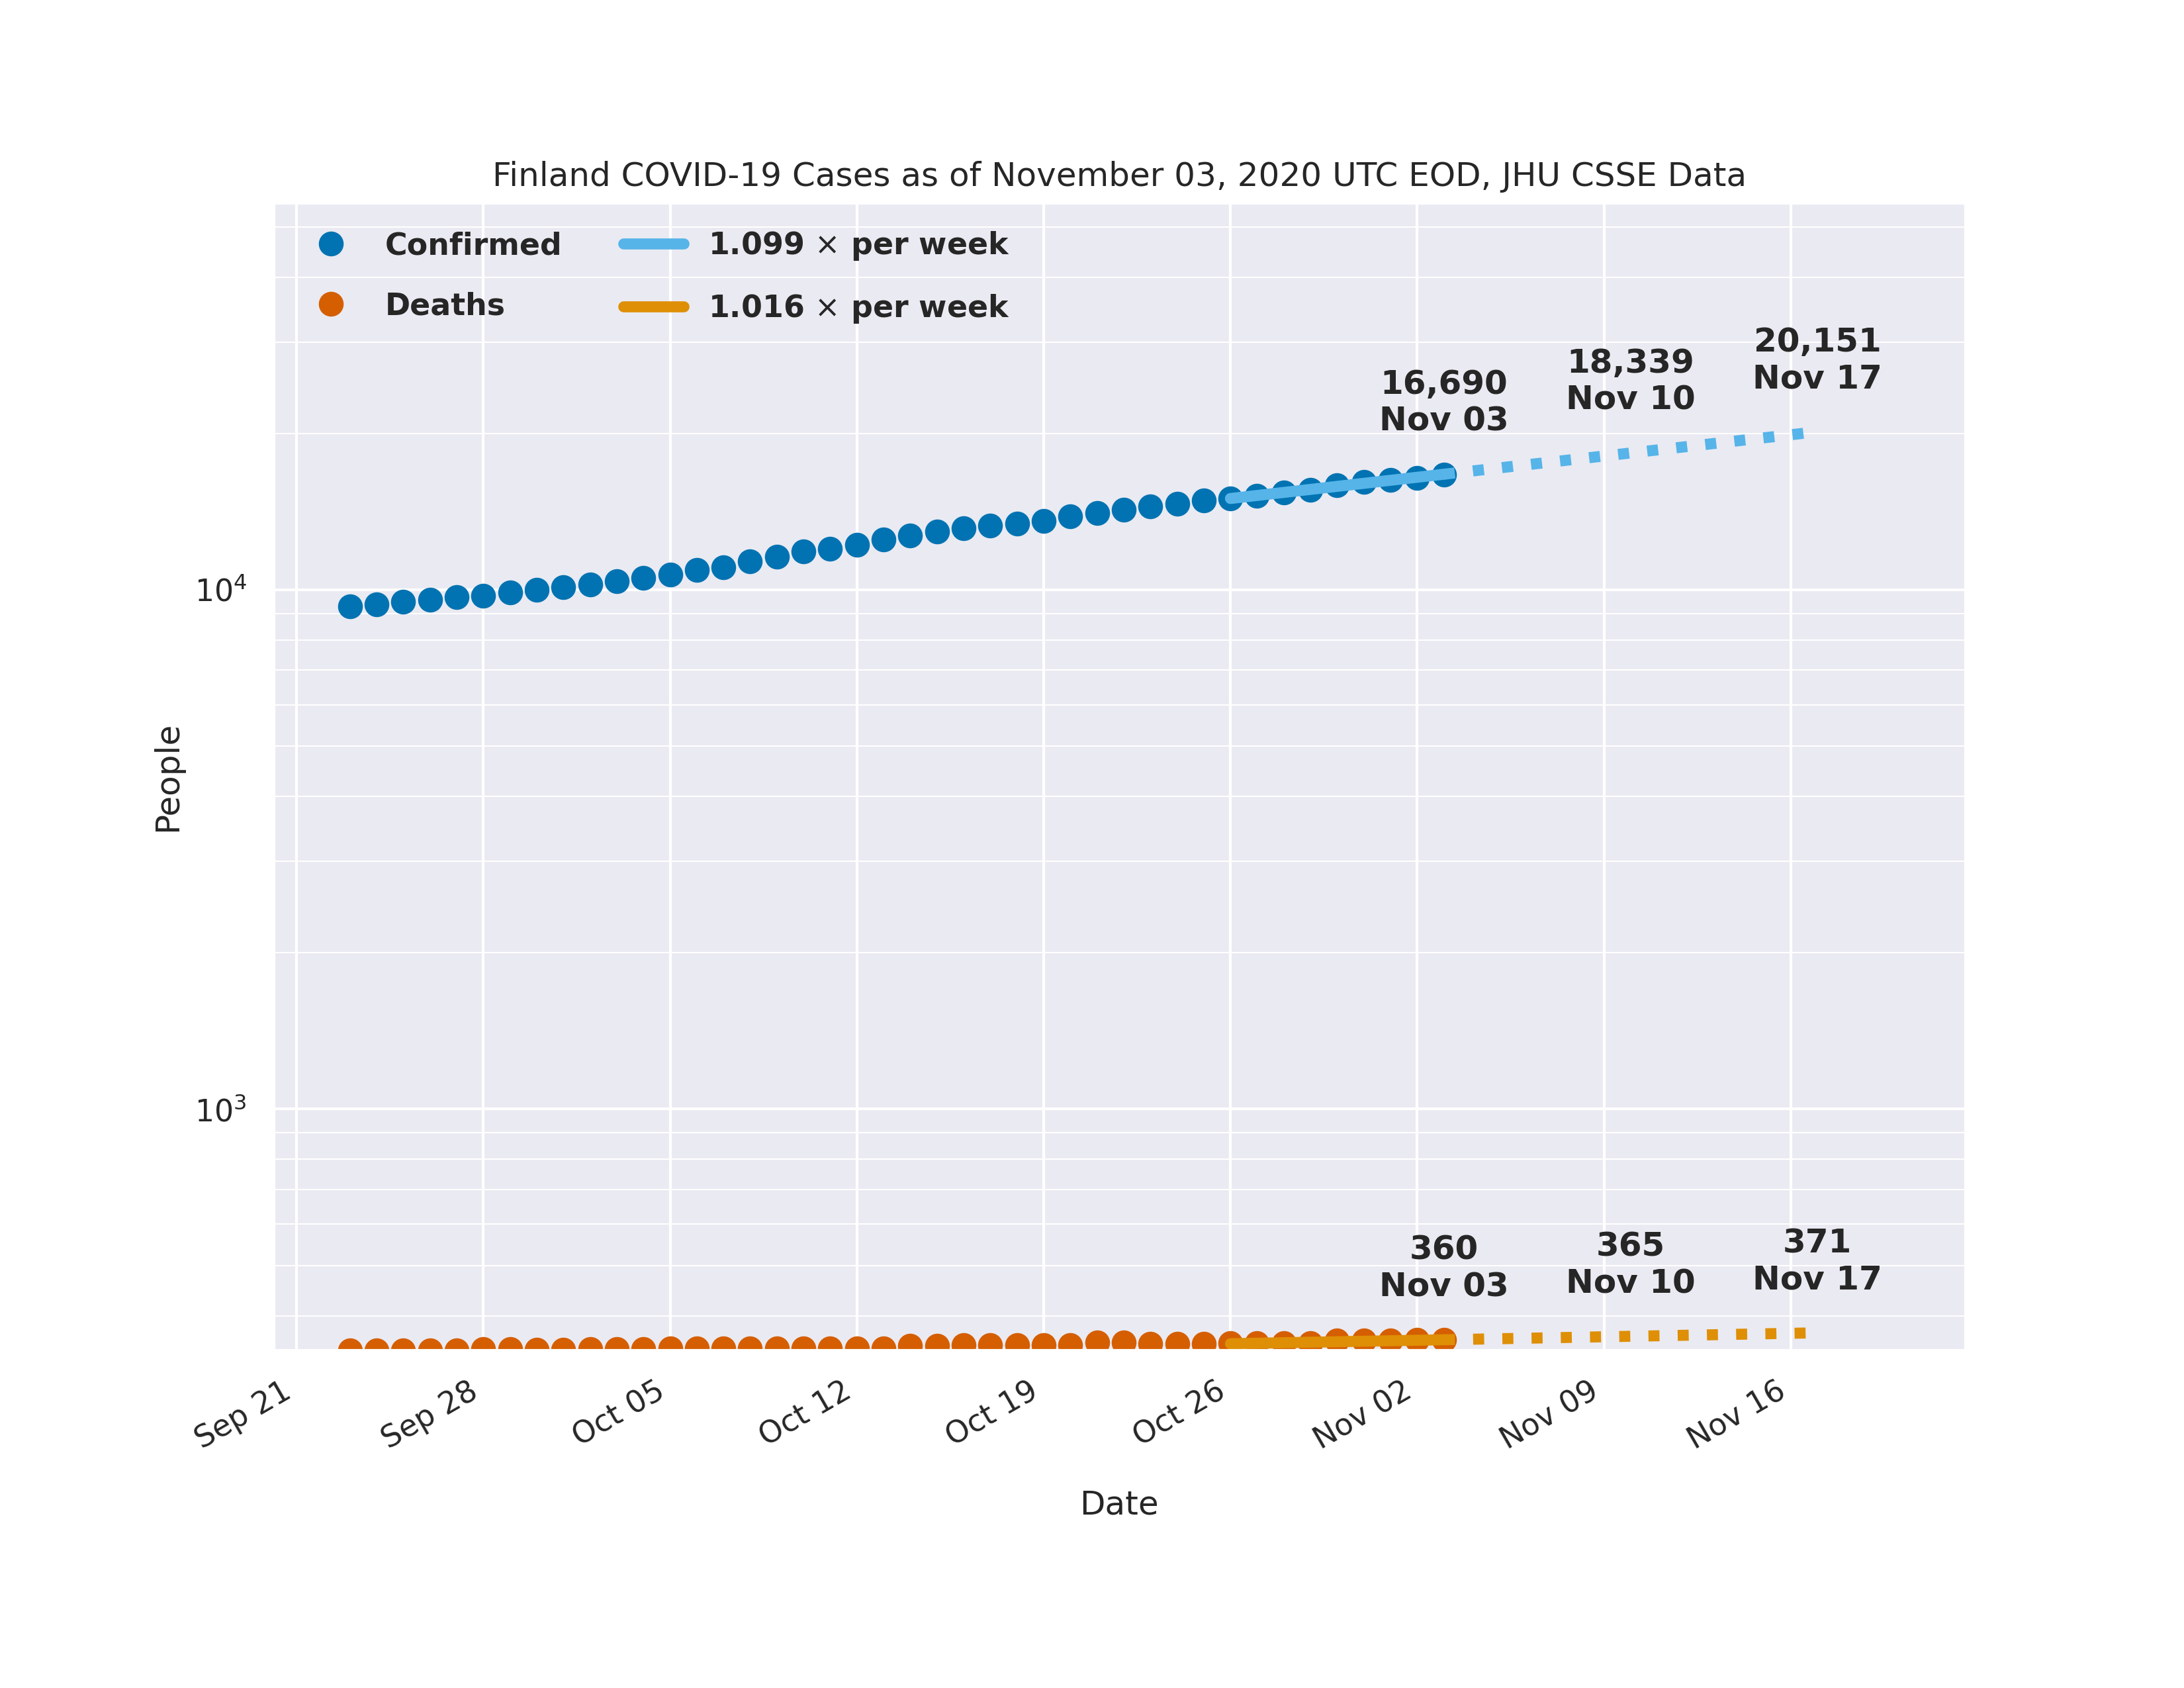 Finland COVID-19 Cases as of November 03, 2020 UTC EOD, JHU CSSE Data
Confirmed
Deaths
1.099 × per week
1.016 × per week
16,690
Nov 03
18,339
Nov 10
20,151
Nov 17
People
10⁴
10³
360
Nov 03
365
Nov 10
371
Nov 17
Sep 21
Sep 28
Oct 05
Oct 12
Oct 19
Oct 26
Nov 02
Nov 09
Nov 16
Date